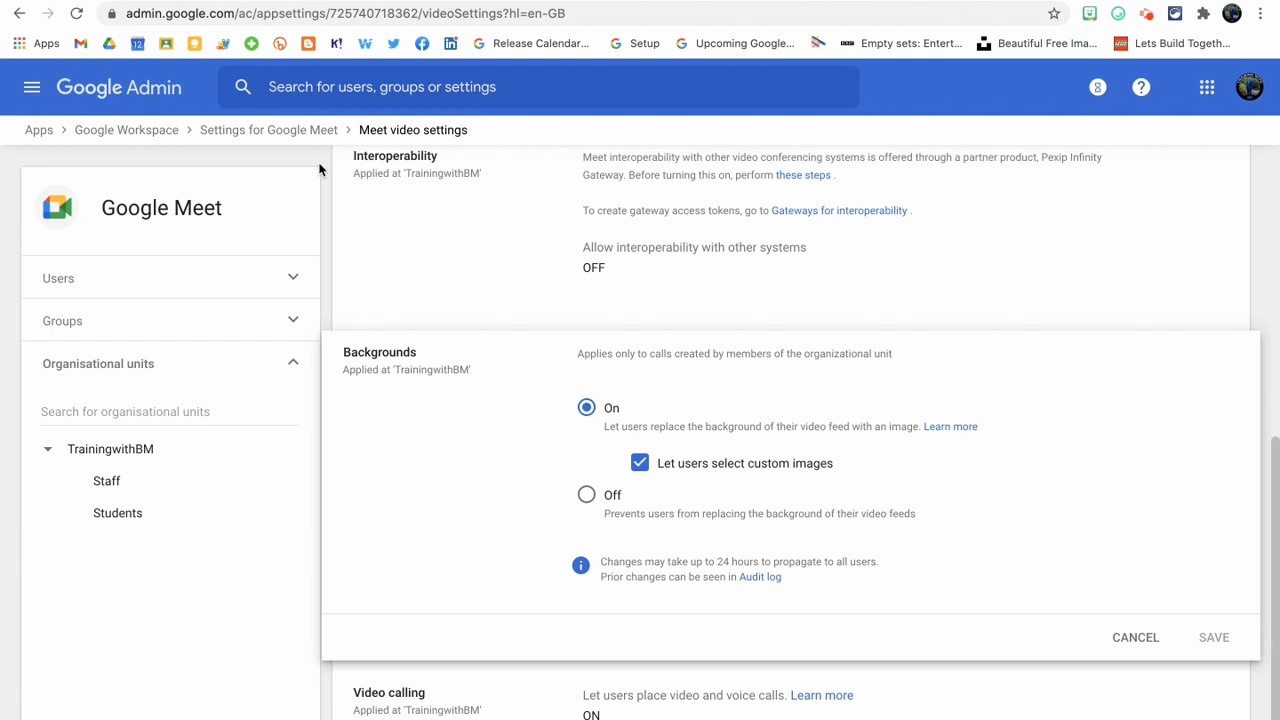 admin.google.com/ac/appsettings/725740718362/videoSettings?hl=en-GB
Apps
31
K!
Release Calendar...
Setup
Upcoming Google...
Empty sets: Entert...
Beautiful Free Ima...
Lets Build Togeth...
Google Admin
Search for users, groups or settings
Apps > Google Workspace > Settings for Google Meet > Meet video settings
Google Meet
Users
Groups
Organisational units
Search for organisational units
TrainingwithBM
Staff
Students
Interoperability
Applied at 'TrainingwithBM'
Meet interoperability with other video conferencing systems is offered through a partner product, Pexip Infinity
Gateway. Before turning this on, perform these steps .
To create gateway access tokens, go to Gateways for interoperability .
Allow interoperability with other systems
OFF
Backgrounds
Applied at 'TrainingwithBM'
Applies only to calls created by members of the organizational unit
On
Let users replace the background of their video feed with an image. Learn more
Let users select custom images
Off
Prevents users from replacing the background of their video feeds
Changes may take up to 24 hours to propagate to all users.
Prior changes can be seen in Audit log
CANCEL
SAVE
Video calling
Applied at 'TrainingwithBM'
Let users place video and voice calls. Learn more
ON